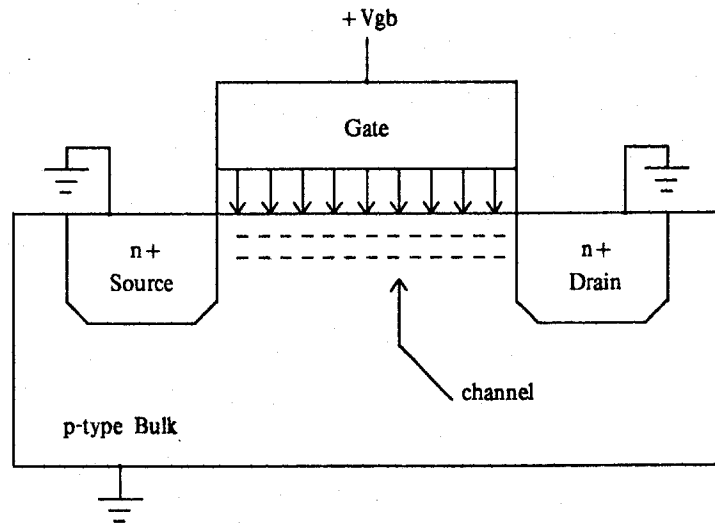 + Vgb
Gate
n+
Source
n+
Drain
channel
p-type Bulk